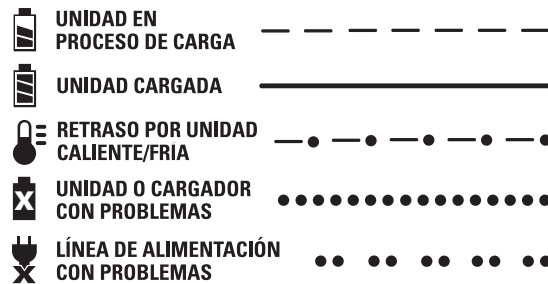 UNIDAD EN
PROCESO DE CARGA
UNIDAD CARGADA
RETRASO POR UNIDAD
CALIENTE/FRÍA
UNIDAD O CARGADOR
CON PROBLEMAS
LÍNEA DE ALIMENTACIÓN
CON PROBLEMAS